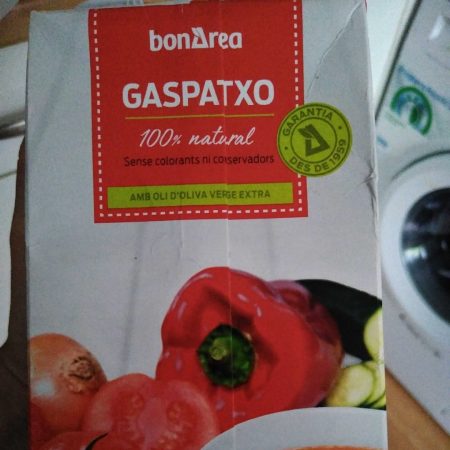 bonÀrea
GASPATXO
100% natural
Sense colorants ni conservadors
AMB OLI D'OLIVA VERGE EXTRA
GARANTIA
DES DE 1959